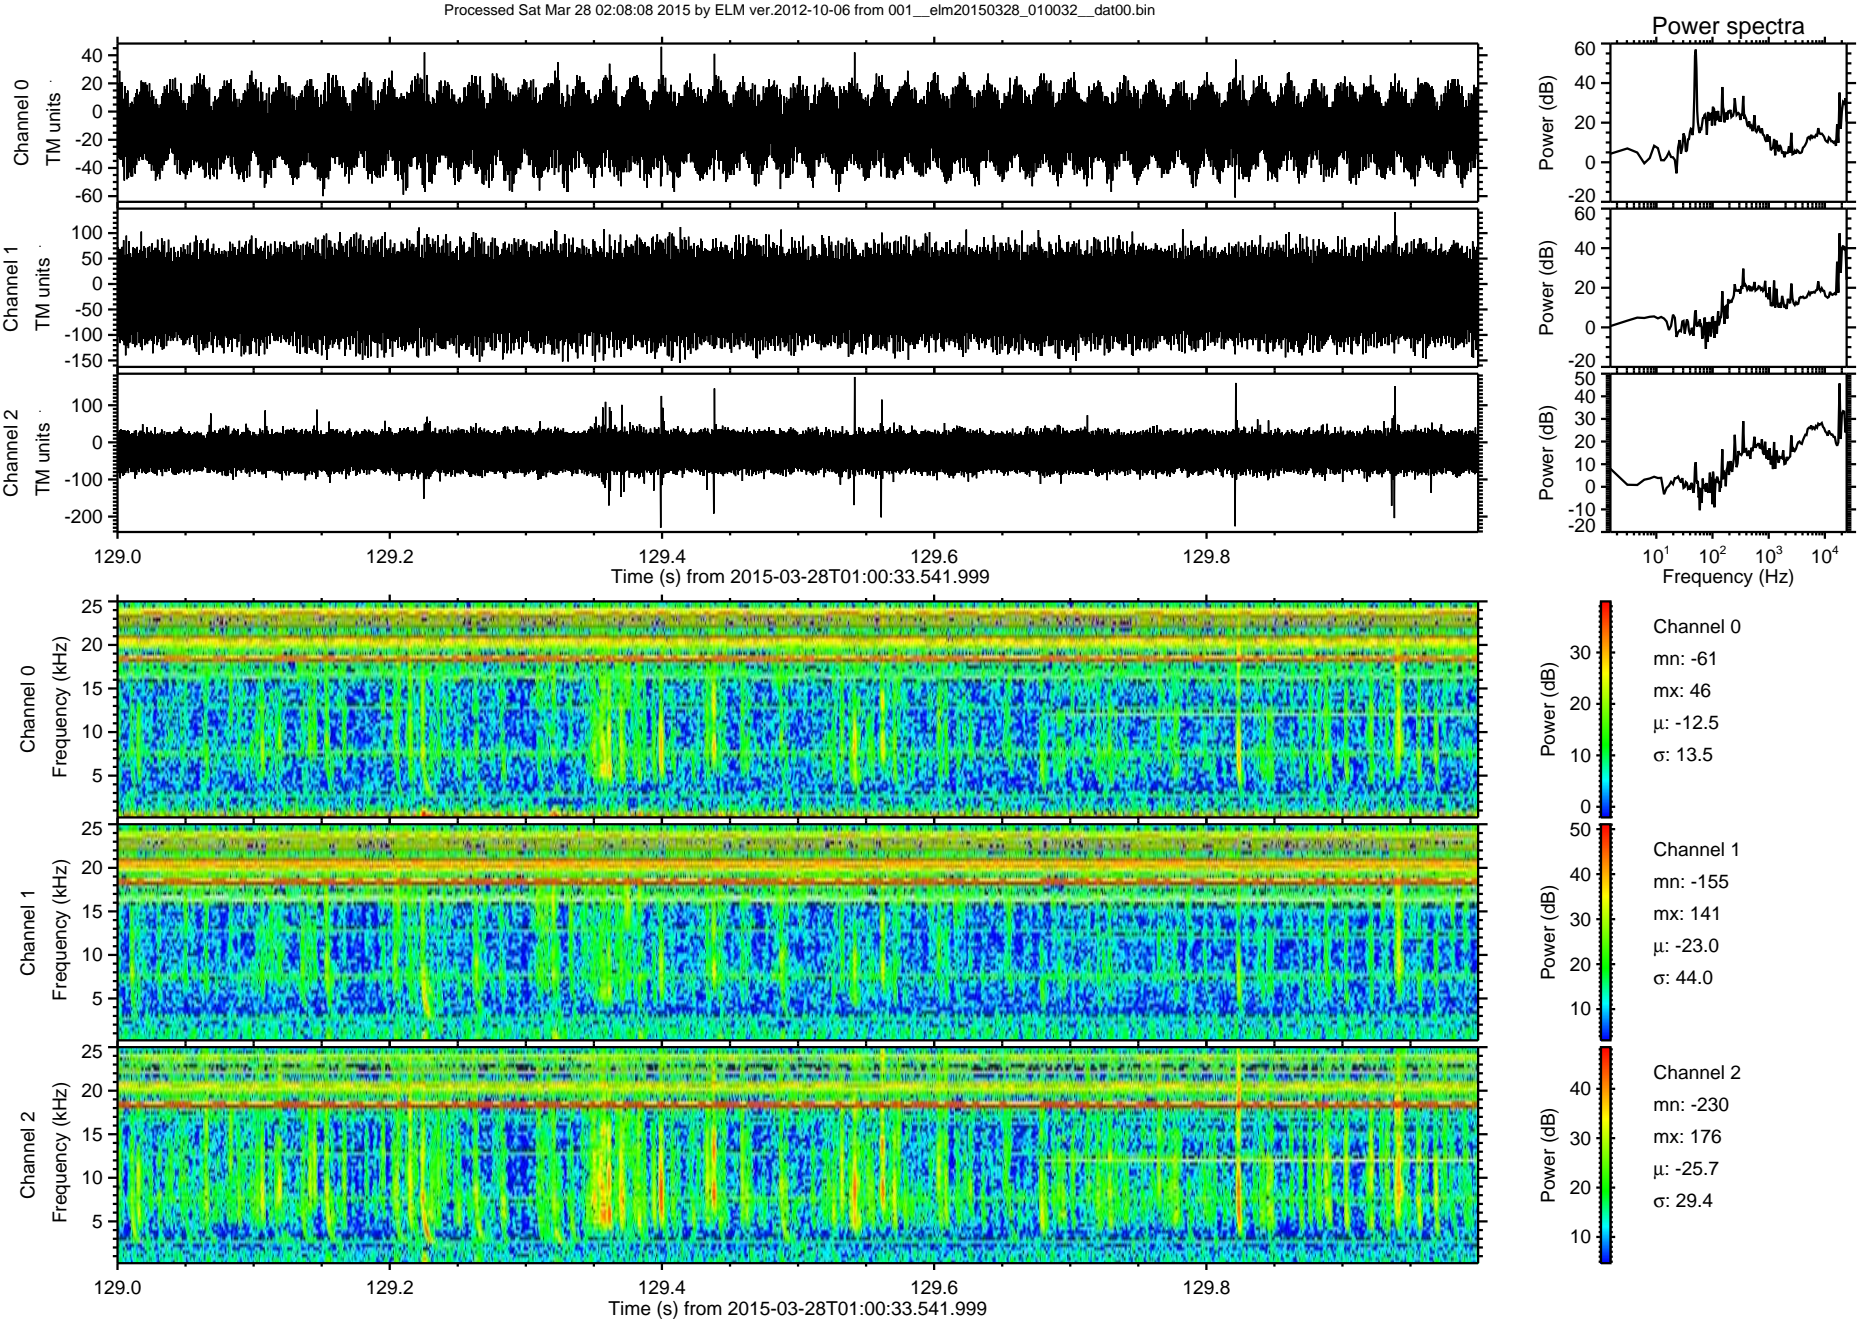 Processed Sat Mar 28 02:08:08 2015 by ELM ver.2012-10-06 from 001__elm20150328_010032__dat00.bin
Power spectra
Channel 0
TM units
40
20
0
-20
-40
-60
Power (dB)
60
40
20
0
-20
Channel 1
TM units
100
50
0
-50
-100
-150
Power (dB)
60
40
20
0
-20
Channel 2
TM units
100
0
-100
-200
Power (dB)
50
40
30
20
10
0
-10
-20
129.0 129.2 129.4 129.6 129.8
Time (s) from 2015-03-28T01:00:33.541.999
10¹ 10² 10³ 10⁴
Frequency (Hz)
Channel 0
Frequency (kHz)
25
20
15
10
5
Power (dB)
30
20
10
0
Channel 0
mn: -61
mx: 46
μ: -12.5
σ: 13.5
Channel 1
Frequency (kHz)
25
20
15
10
5
Power (dB)
50
40
30
20
10
Channel 1
mn: -155
mx: 141
μ: -23.0
σ: 44.0
Channel 2
Frequency (kHz)
25
20
15
10
5
Power (dB)
40
30
20
10
Channel 2
mn: -230
mx: 176
μ: -25.7
σ: 29.4
129.0 129.2 129.4 129.6 129.8
Time (s) from 2015-03-28T01:00:33.541.999